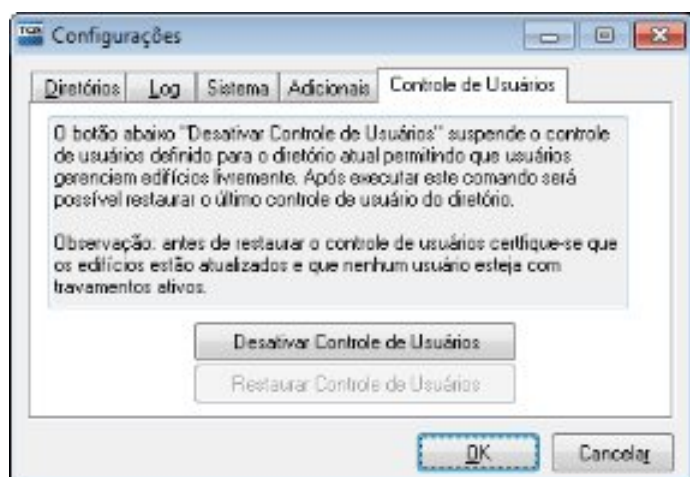 TQS Configurações
Diretórios Log Sistema Adicionais Controle de Usuários
O botão abaixo "Desativar Controle de Usuários" suspende o controle
de usuários definido para o diretório atual permitindo que usuários
gerenciem edifícios livremente. Após executar este comando será
possível restaurar o último controle de usuário do diretório.
Observação: antes de restaurar o controle de usuários certifique-se que
os edifícios estão atualizados e que nenhum usuário esteja com
travamentos ativos.
Desativar Controle de Usuários
Restaurar Controle de Usuários
OK Cancelar